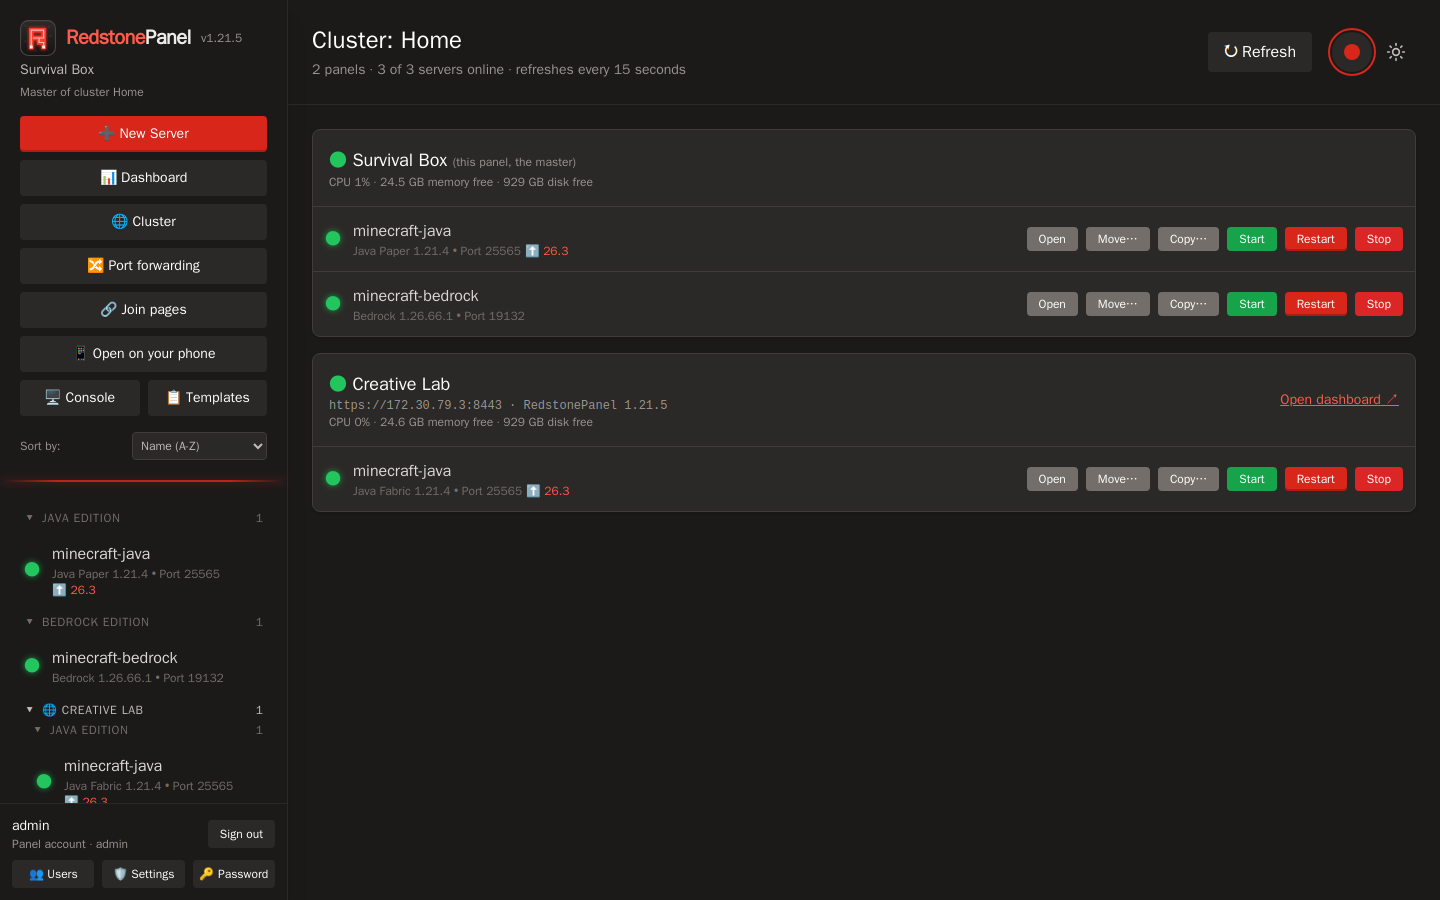 RedstonePanel v1.21.5
Survival Box
Master of cluster Home
New Server
Dashboard
Cluster
Port forwarding
Join pages
Open on your phone
Console Templates
Sort by: Name (A-Z)
JAVA EDITION 1
minecraft-java
Java Paper 1.21.4 • Port 25565
26.3
BEDROCK EDITION 1
minecraft-bedrock
Bedrock 1.26.66.1 • Port 19132
CREATIVE LAB 1
JAVA EDITION 1
minecraft-java
Java Fabric 1.21.4 • Port 25565
26.3
admin
Panel account · admin
Sign out
Users Settings Password
Cluster: Home
2 panels · 3 of 3 servers online · refreshes every 15 seconds
Refresh
Survival Box (this panel, the master)
CPU 1% · 24.5 GB memory free · 929 GB disk free
minecraft-java
Java Paper 1.21.4 • Port 25565 26.3
Open Move··· Copy··· Start Restart Stop
minecraft-bedrock
Bedrock 1.26.66.1 • Port 19132
Open Move··· Copy··· Start Restart Stop
Creative Lab
https://172.30.79.3:8443 · RedstonePanel 1.21.5
CPU 0% · 24.6 GB memory free · 929 GB disk free
Open dashboard ↗
minecraft-java
Java Fabric 1.21.4 • Port 25565 26.3
Open Move··· Copy··· Start Restart Stop